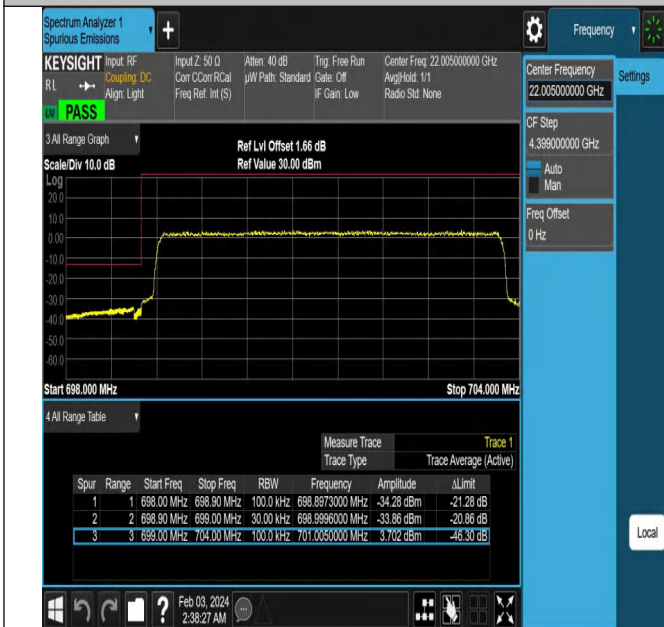 Spectrum Analyzer 1
Spurious Emissions
+
Frequency
KEYSIGHT
RL
PASS
Input: RF
Coupling: DC
Align: Light
Input Z: 50 Ω
Corr CCorr RCal
Freq Ref: Int (S)
Atten: 40 dB
µW Path: Standard
Trig: Free Run
Gate: Off
IF Gain: Low
Center Freq: 22.005000000 GHz
Avg|Hold: 1/1
Radio Std: None
Center Frequency
22.005000000 GHz
Settings
CF Step
4.399000000 GHz
Auto
Man
Freq Offset
0 Hz
Local
3 All Range Graph
Ref Lvl Offset 1.66 dB
Scale/Div 10.0 dB
Ref Value 30.00 dBm
Log
20.0
10.0
0.00
-10.0
-20.0
-30.0
-40.0
-50.0
-60.0
Start 698.000 MHz
Stop 704.000 MHz
4 All Range Table
Measure Trace Trace 1
Trace Type Trace Average (Active)
Spur Range Start Freq Stop Freq RBW Frequency Amplitude ΔLimit
1 1 698.00 MHz 698.90 MHz 100.0 kHz 698.8973000 MHz -34.28 dBm -21.28 dB
2 2 698.90 MHz 699.00 MHz 30.00 kHz 698.9996000 MHz -33.86 dBm -20.86 dB
3 3 699.00 MHz 704.00 MHz 100.0 kHz 701.0050000 MHz 3.702 dBm -46.30 dB
?
Feb 03, 2024
2:38:27 AM